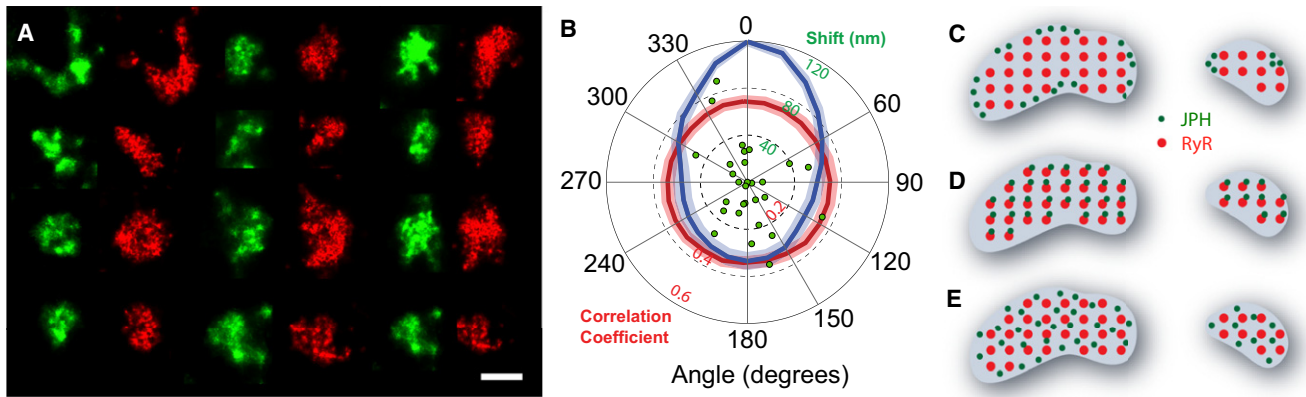 A
B
0
330
Shift (nm)
120
300
60
80
40
270
90
0.2
240
0.4
120
0.6
150
Correlation
Coefficient
180
Angle (degrees)
C
JPH
RyR
D
E